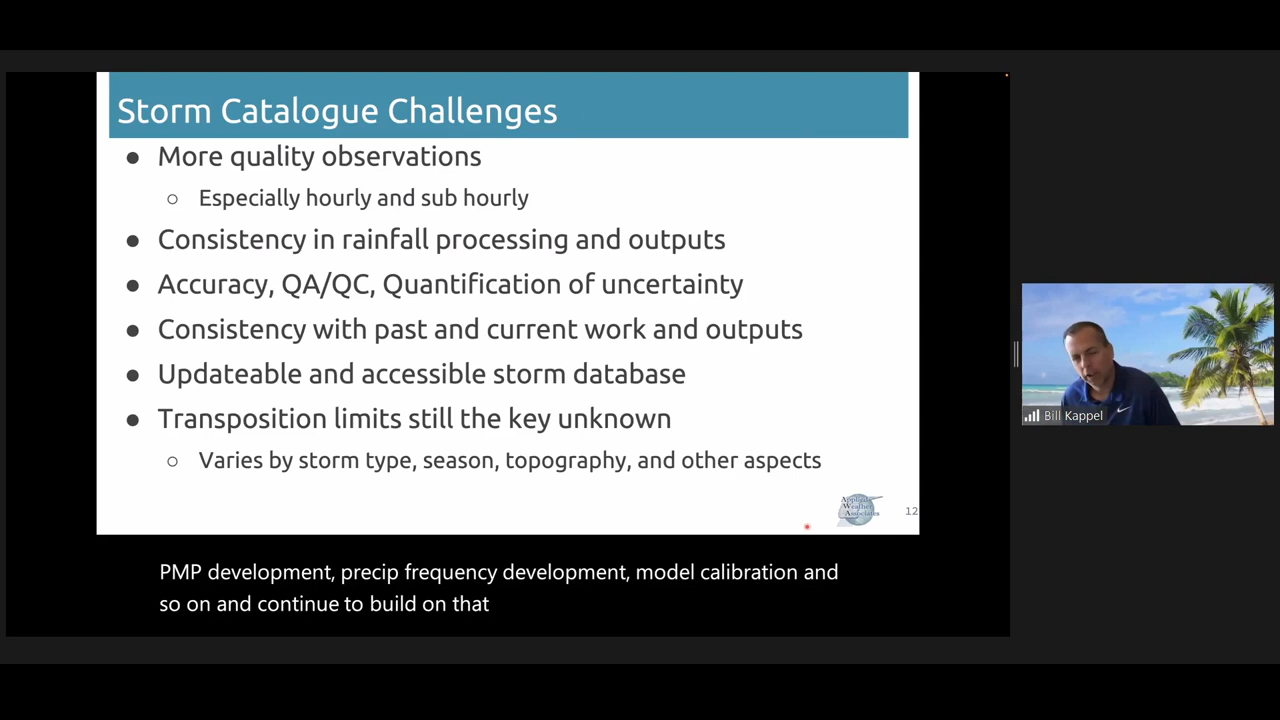 Storm Catalogue Challenges
● More quality observations
○ Especially hourly and sub hourly
● Consistency in rainfall processing and outputs
● Accuracy, QA/QC, Quantification of uncertainty
● Consistency with past and current work and outputs
● Updateable and accessible storm database
● Transposition limits still the key unknown
○ Varies by storm type, season, topography, and other aspects
Applied
Weather
Associates
12
PMP development, precip frequency development, model calibration and
so on and continue to build on that
Bill Kappel